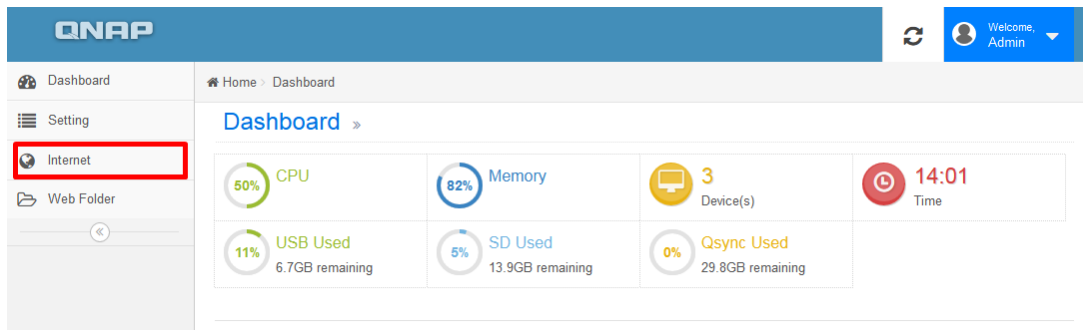 QNAP
Welcome,
Admin
Dashboard
Setting
Internet
Web Folder
Home > Dashboard
Dashboard »
50% CPU
82% Memory
3
Device(s)
14:01
Time
11% USB Used
6.7GB remaining
5% SD Used
13.9GB remaining
0% Qsync Used
29.8GB remaining